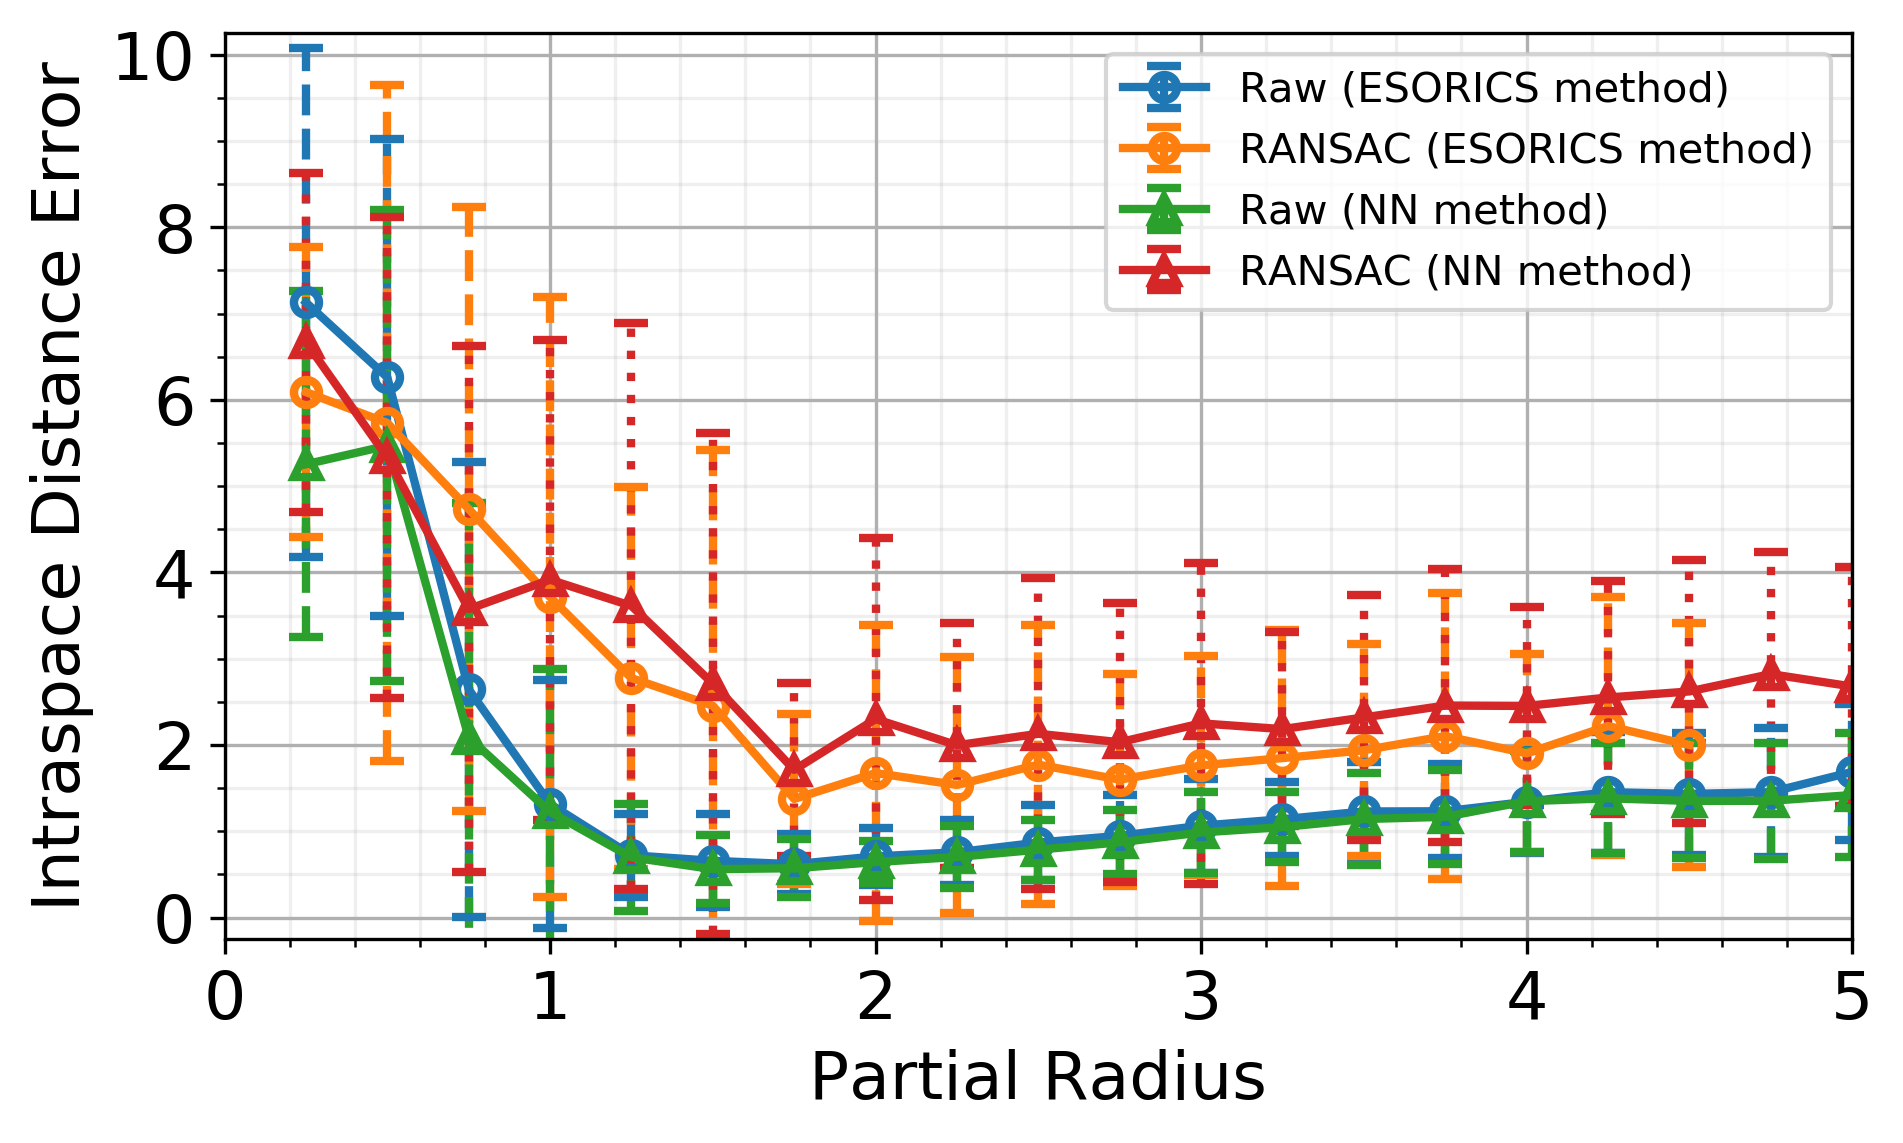 Intraspace Distance Error
10
8
6
4
2
0
Raw (ESORICS method)
RANSAC (ESORICS method)
Raw (NN method)
RANSAC (NN method)
0 1 2 3 4 5
Partial Radius